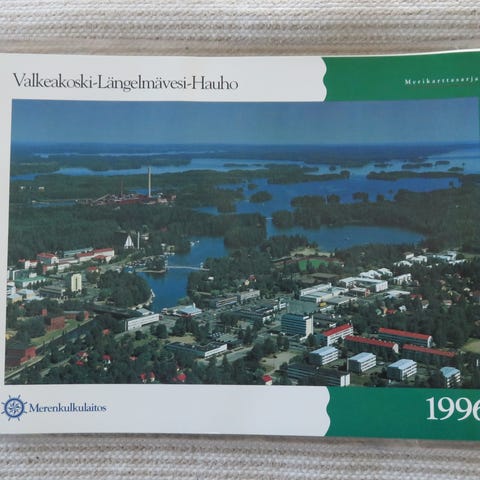 Valkeakoski-Längelmävesi-Hauho
Merikarttasarja
Merenkulkulaitos
1996